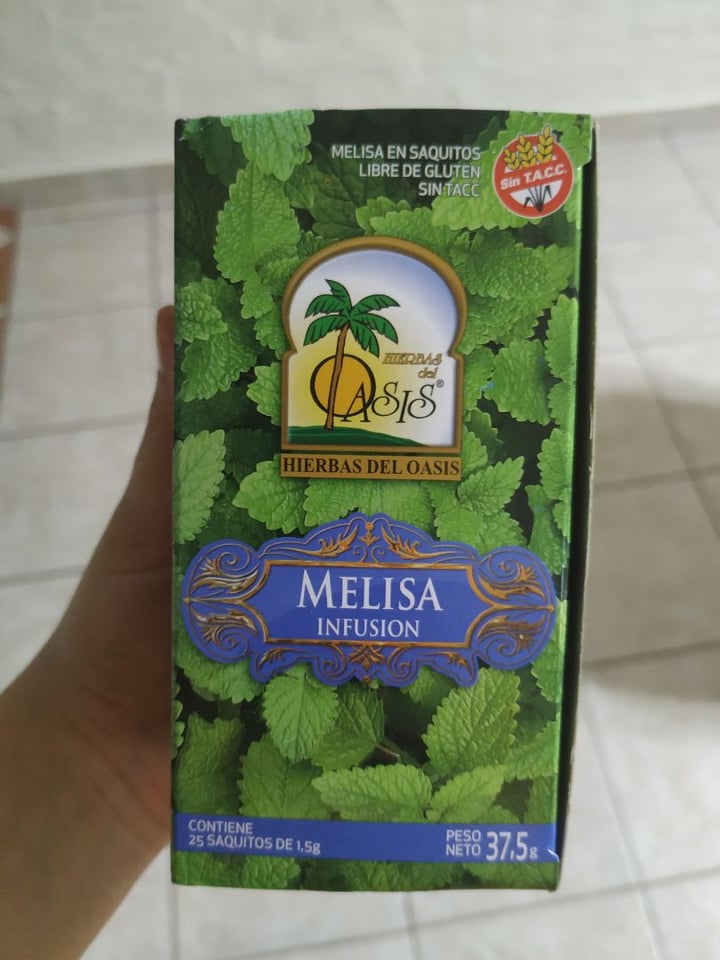 MELISA EN SAQUITOS
LIBRE DE GLUTEN
SIN TACC
Sin T.A.C.C.
HIERBAS
del
OASIS®
HIERBAS DEL OASIS
MELISA
INFUSION
CONTIENE
25 SAQUITOS DE 1,5g
PESO
NETO 37,5g